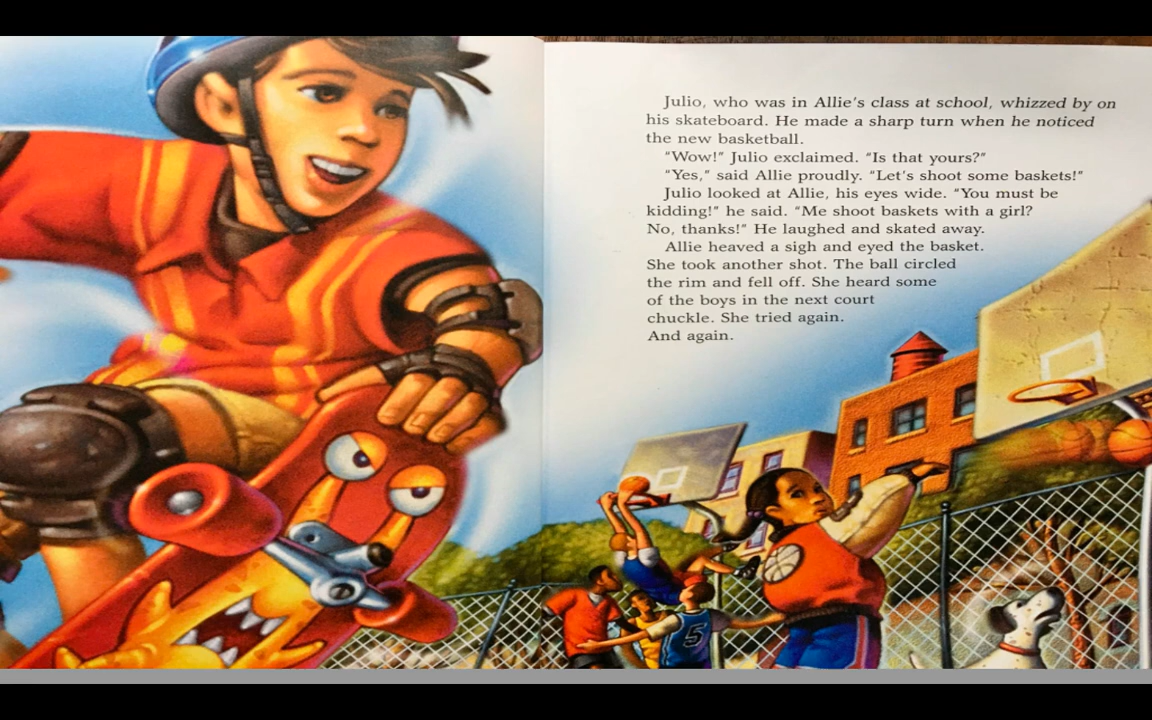 Julio, who was in Allie's class at school, whizzed by on
his skateboard. He made a sharp turn when he noticed
the new basketball.
"Wow!" Julio exclaimed. "Is that yours?"
"Yes," said Allie proudly. "Let's shoot some baskets!"
Julio looked at Allie, his eyes wide. "You must be
kidding!" he said. "Me shoot baskets with a girl?
No, thanks!" He laughed and skated away.
Allie heaved a sigh and eyed the basket.
She took another shot. The ball circled
the rim and fell off. She heard some
of the boys in the next court
chuckle. She tried again.
And again.
5